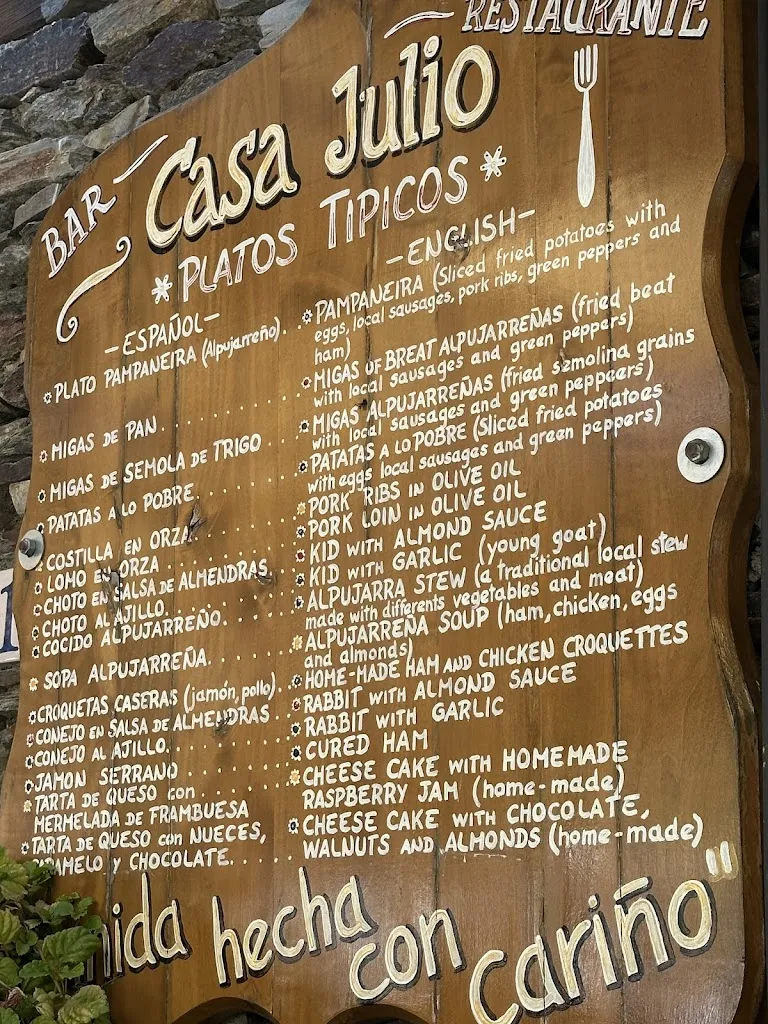 RESTAURANTE
BAR Casa Julio
*PLATOS TIPICOS*
-ESPAÑOL-
PLATO PAMPANEIRA (Alpujarreño)..
MIGAS DE PAN
MIGAS DE SEMOLA DE TRIGO
PATATAS A LO POBRE
COSTILLA EN ORZA
LOMO EN ORZA
CHOTO EN SALSA DE ALMENDRAS
CHOTO AL AJILLO
COCIDO ALPUJARREÑO
SOPA ALPUJARREÑA
CROQUETAS CASERAS (jamón, pollo)
CONEJO EN SALSA DE ALMENDRAS
CONEJO AL AJILLO
JAMON SERRANO
TARTA DE QUESO con
MERMELADA DE FRAMBUESA
TARTA DE QUESO con NUECES,
CARAMELO Y CHOCOLATE
-ENGLISH-
PAMPANEIRA (Sliced fried potatoes with
eggs, local sausages, pork ribs, green peppers and
ham)
MIGAS OF BREAT ALPUJARREÑAS (fried beat
with local sausages and green peppers)
MIGAS ALPUJARREÑAS (fried semolina grains
with local sausages and green peppeers)
PATATAS A LO POBRE (Sliced fried potatoes
with eggs local sausages and green peppers)
PORK RIBS IN OLIVE OIL
PORK LOIN IN OLIVE OIL
KID WITH ALMOND SAUCE
KID WITH GARLIC (young goat)
ALPUJARRA STEW (a traditional local stew
made with differents vegetables and meat)
ALPUJARREÑA SOUP (ham, chicken, eggs
and almonds)
HOME-MADE HAM AND CHICKEN CROQUETTES
RABBIT WITH ALMOND SAUCE
RABBIT WITH GARLIC
CURED HAM
CHEESE CAKE WITH HOMEMADE
RASPBERRY JAM (home-made)
CHEESE CAKE WITH CHOCOLATE,
WALNUTS AND ALMONDS (home-made)
nida hecha con cariño"